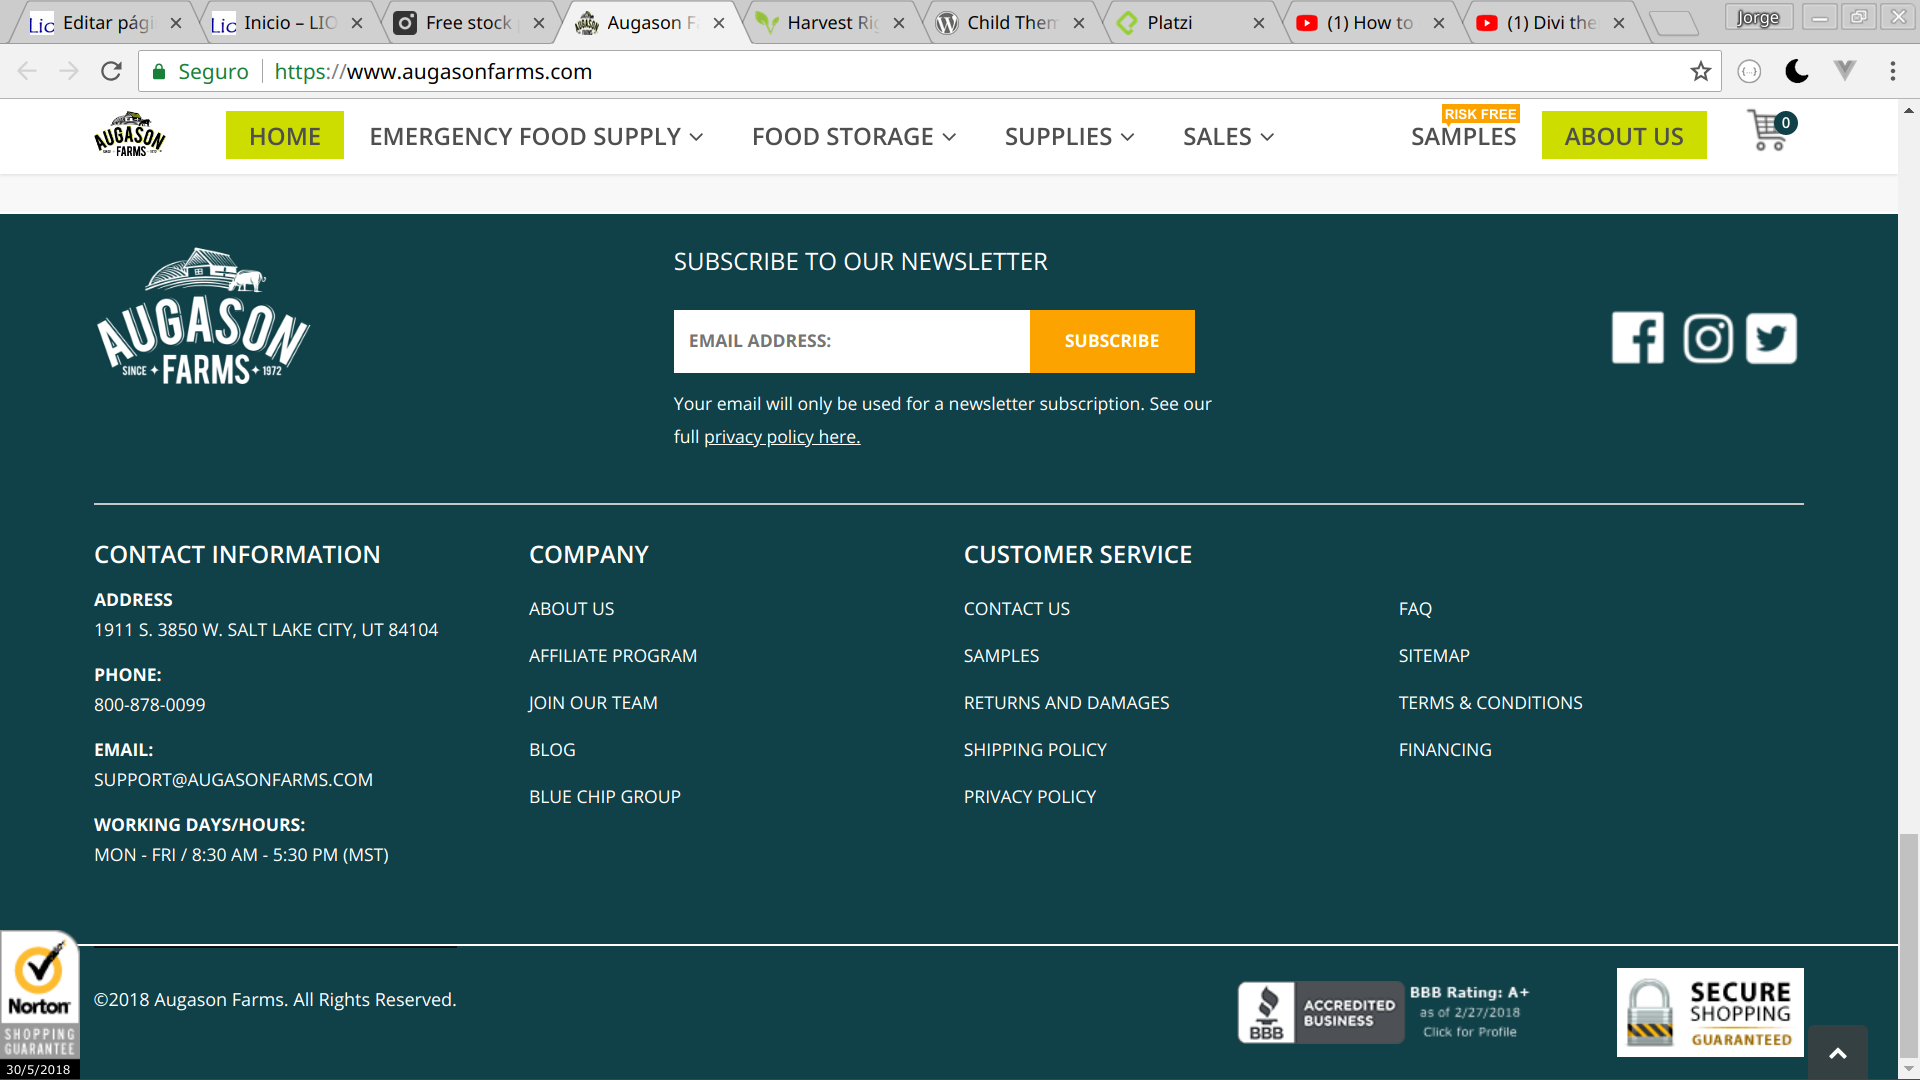 Editar pági
Inicio – LIO
Free stock
Augason Fa
Harvest Rig
Child Them
Platzi
(1) How to
(1) Divi the
Jorge
Seguro
https://www.augasonfarms.com
AUGASON
FARMS
HOME
EMERGENCY FOOD SUPPLY
FOOD STORAGE
SUPPLIES
SALES
RISK FREE
SAMPLES
ABOUT US
0
AUGASON
SINCE FARMS 1972
SUBSCRIBE TO OUR NEWSLETTER
EMAIL ADDRESS:
SUBSCRIBE
Your email will only be used for a newsletter subscription. See our
full privacy policy here.
CONTACT INFORMATION
ADDRESS
1911 S. 3850 W. SALT LAKE CITY, UT 84104
PHONE:
800-878-0099
EMAIL:
SUPPORT@AUGASONFARMS.COM
WORKING DAYS/HOURS:
MON - FRI / 8:30 AM - 5:30 PM (MST)
COMPANY
ABOUT US
AFFILIATE PROGRAM
JOIN OUR TEAM
BLOG
BLUE CHIP GROUP
CUSTOMER SERVICE
CONTACT US
SAMPLES
RETURNS AND DAMAGES
SHIPPING POLICY
PRIVACY POLICY
FAQ
SITEMAP
TERMS & CONDITIONS
FINANCING
Norton
SHOPPING
GUARANTEE
30/5/2018
©2018 Augason Farms. All Rights Reserved.
BBB
ACCREDITED
BUSINESS
BBB Rating: A+
as of 2/27/2018
Click for Profile
SECURE
SHOPPING
GUARANTEED